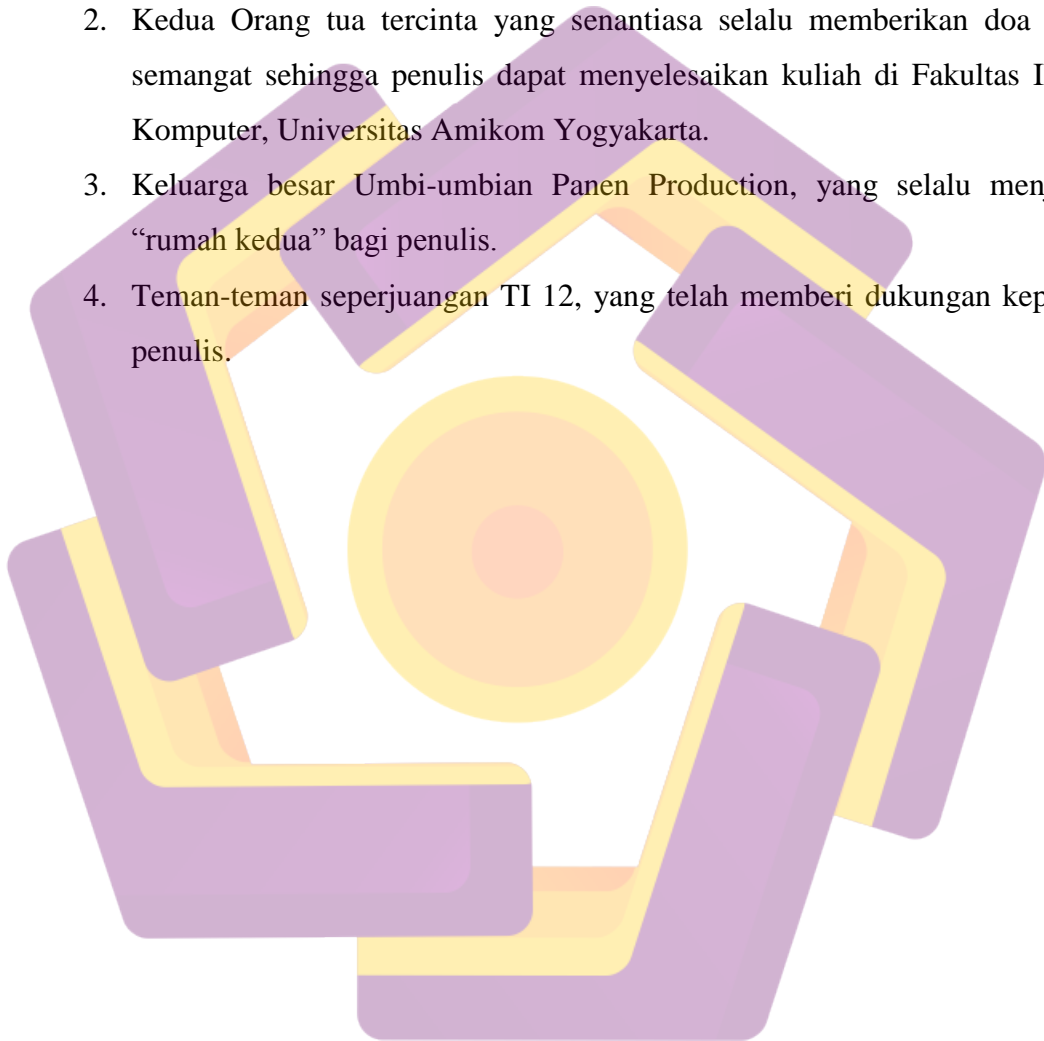 2. Kedua Orang tua tercinta yang senantiasa selalu memberikan doa
semangat sehingga penulis dapat menyelesaikan kuliah di Fakultas I
Komputer, Universitas Amikom Yogyakarta.
3. Keluarga besar Umbi-umbian Panen Production, yang selalu men
“rumah kedua” bagi penulis.
4. Teman-teman seperjuangan TI 12, yang telah memberi dukungan kep
penulis.